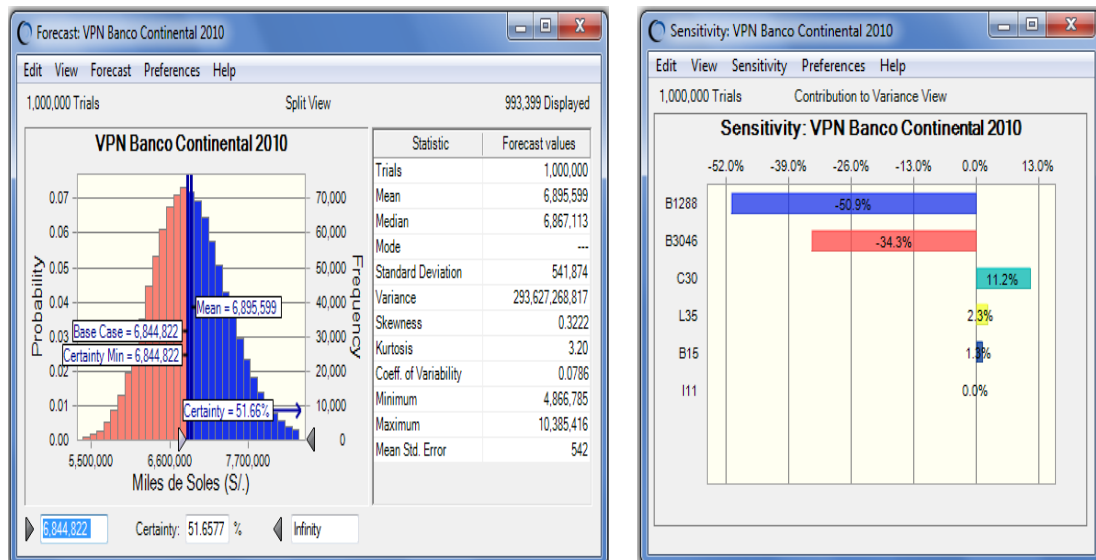 Forecast: VPN Banco Continental 2010
Edit View Forecast Preferences Help
1,000,000 Trials Split View 993,399 Displayed
VPN Banco Continental 2010
Probability
0.07
0.06
0.05
0.04
0.03
0.02
0.01
0.00
70,000
60,000
50,000
40,000
30,000
20,000
10,000
0
Frequency
Mean = 6,895,599
Base Case = 6,844,822
Certainty Min = 6,844,822
Certainty = 51.66%
5,500,000 6,600,000 7,700,000
Miles de Soles (S/.)
Statistic Forecast values
Trials 1,000,000
Mean 6,895,599
Median 6,867,113
Mode ---
Standard Deviation 541,874
Variance 293,627,268,817
Skewness 0.3222
Kurtosis 3.20
Coeff. of Variability 0.0786
Minimum 4,866,785
Maximum 10,385,416
Mean Std. Error 542
6,844,822 Certainty: 51.6577 % Infinity
Sensitivity: VPN Banco Continental 2010
Edit View Sensitivity Preferences Help
1,000,000 Trials Contribution to Variance View
Sensitivity: VPN Banco Continental 2010
-52.0% -39.0% -26.0% -13.0% 0.0% 13.0%
B1288 -50.9%
B3046 -34.3%
C30 11.2%
L35 2.3%
B15 1.3%
I11 0.0%